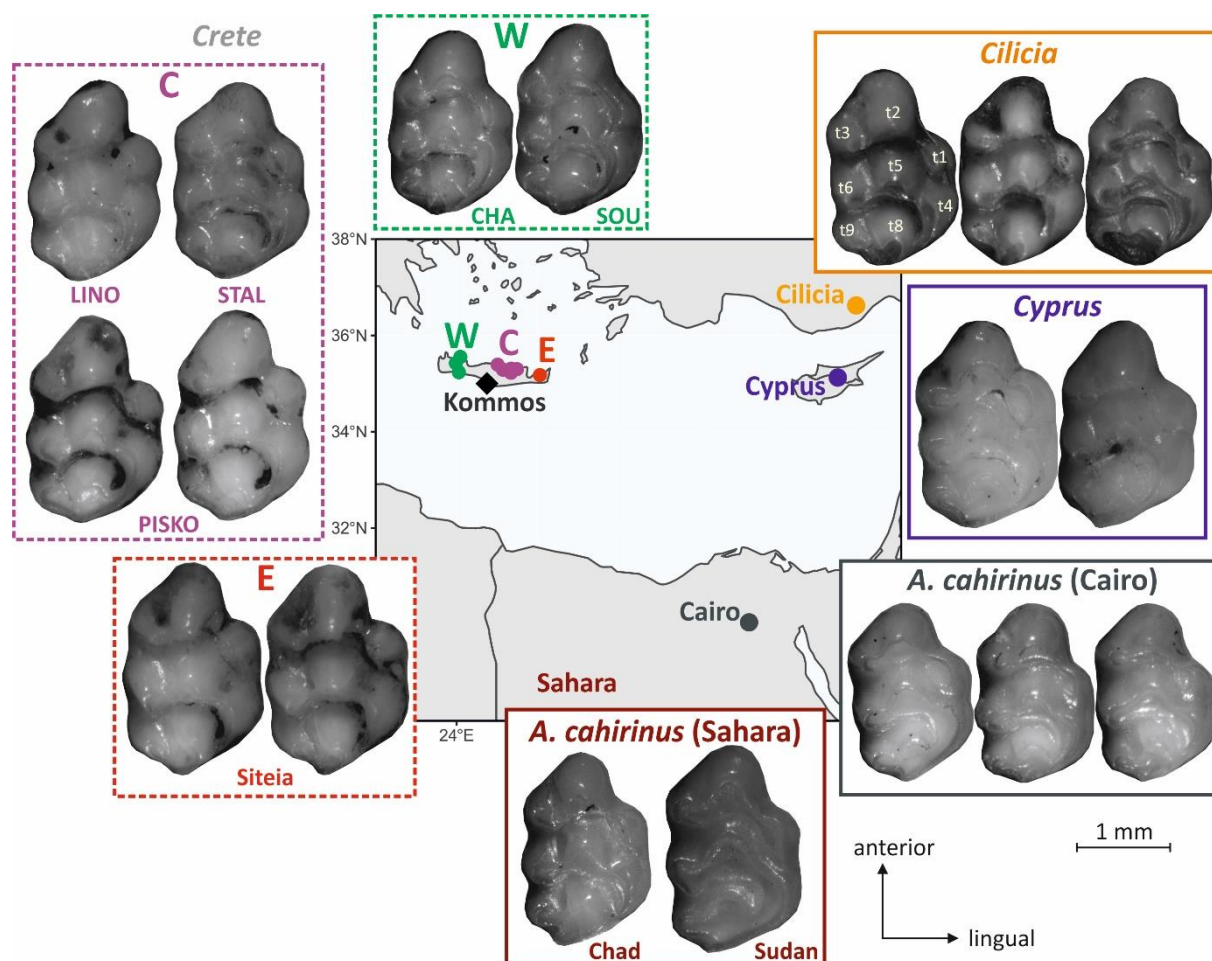 Crete
C
LINO
STAL
PISKO
W
CHA
SOU
Cilicia
t2
t3
t1
t5
t6
t4
t9
t8
38°N
36°N
34°N
32°N
24°E
W
C
E
Kommos
Cilicia
Cyprus
Cairo
Sahara
Cyprus
E
Siteia
A. cahirinus (Sahara)
Chad
Sudan
A. cahirinus (Cairo)
1 mm
anterior
lingual